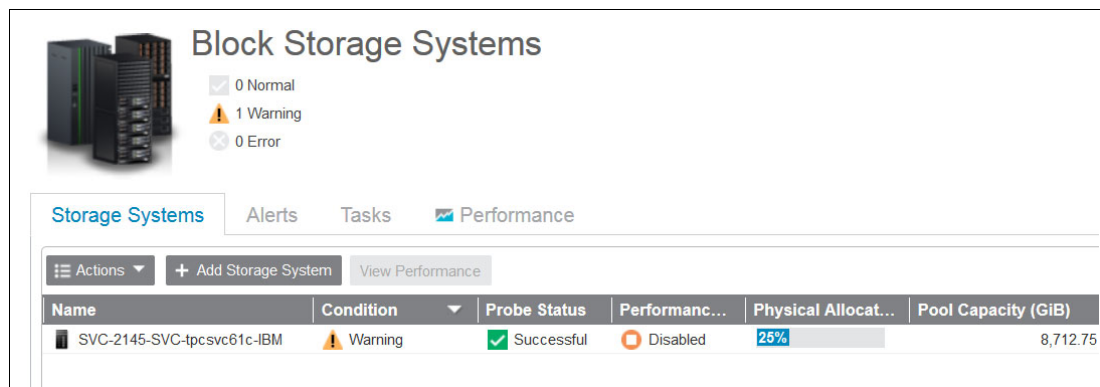 Block Storage Systems
0 Normal
1 Warning
0 Error
Storage Systems Alerts Tasks Performance
Actions + Add Storage System View Performance
Name Condition Probe Status Performanc... Physical Allocat... Pool Capacity (GiB)
SVC-2145-SVC-tpcsvc61c-IBM Warning Successful Disabled 25% 8,712.75